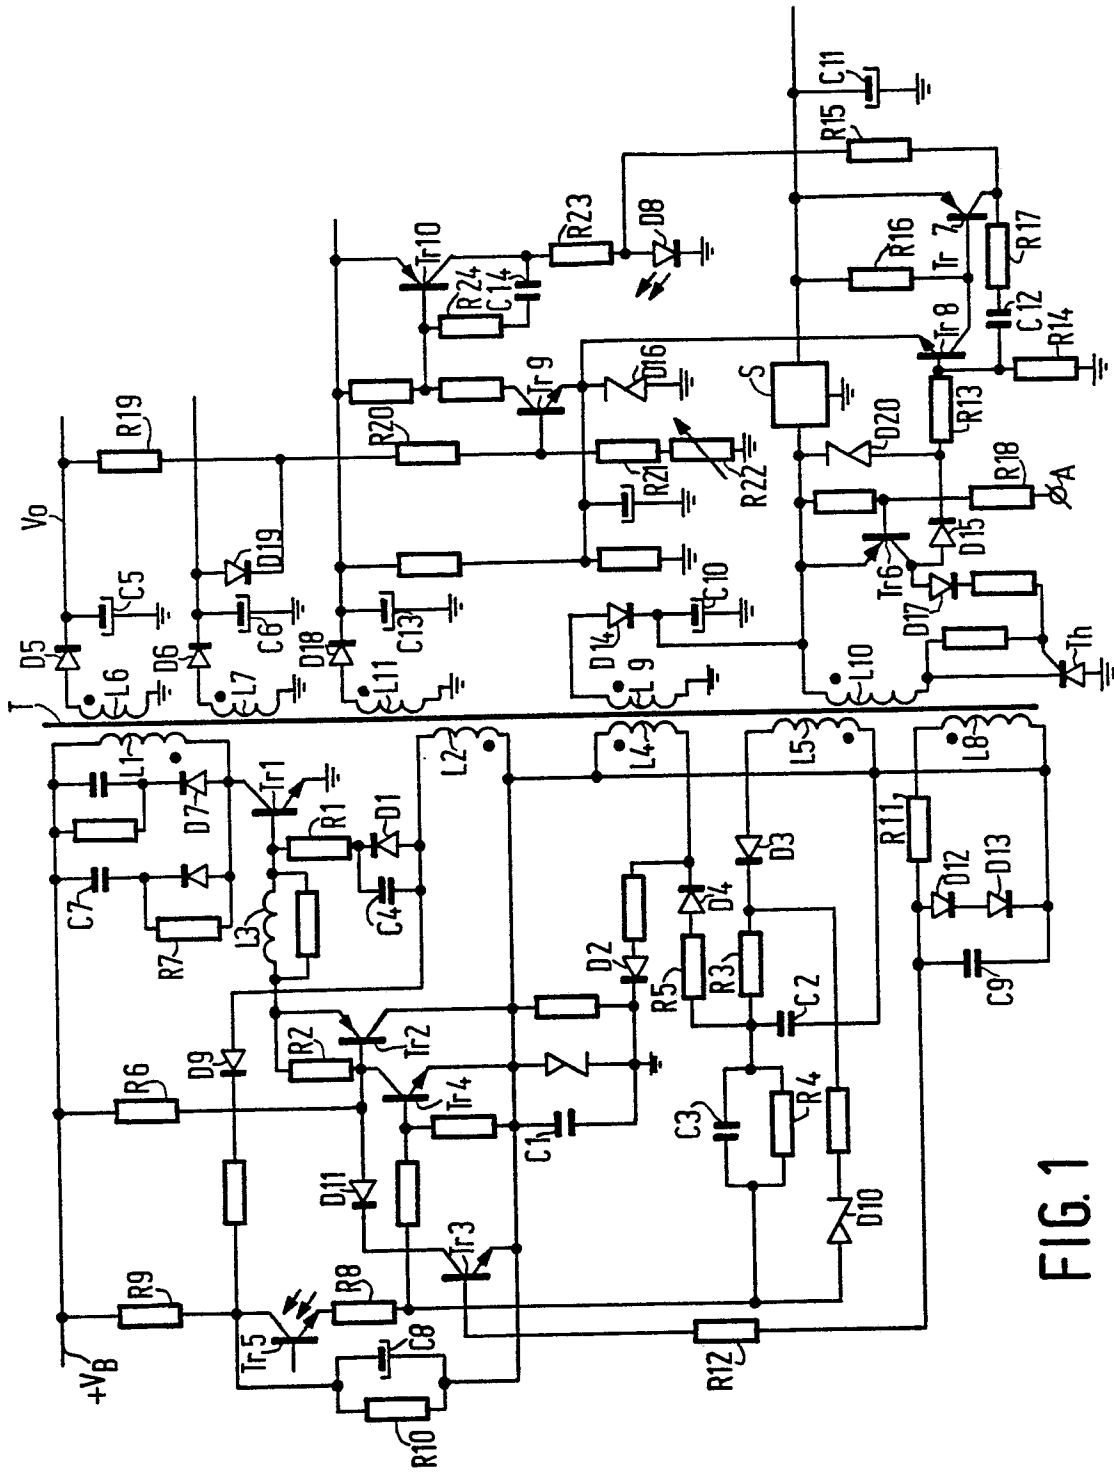 T
Vo
D5
C5
L6
R19
D6
C6
L7
D19
D18
C13
L11
R20
Tr10
R24
C14
R23
D8
Tr9
D16
R21
R22
D14
C10
L9
S
D20
R16
R15
C11
Tr7
Tr8
R17
C12
R14
R13
R18
A
D15
Tr6
D17
L10
Th
L1
D7
C7
R7
Tr1
R1
D1
C4
L3
L2
L4
L5
L8
D9
R6
R2
Tr2
Tr4
D2
D4
R5
D3
R3
C2
C3
R4
D10
R11
D12
D13
C9
C1
D11
Tr3
R9
R8
Tr5
C8
R10
R12
+VB
FIG. 1